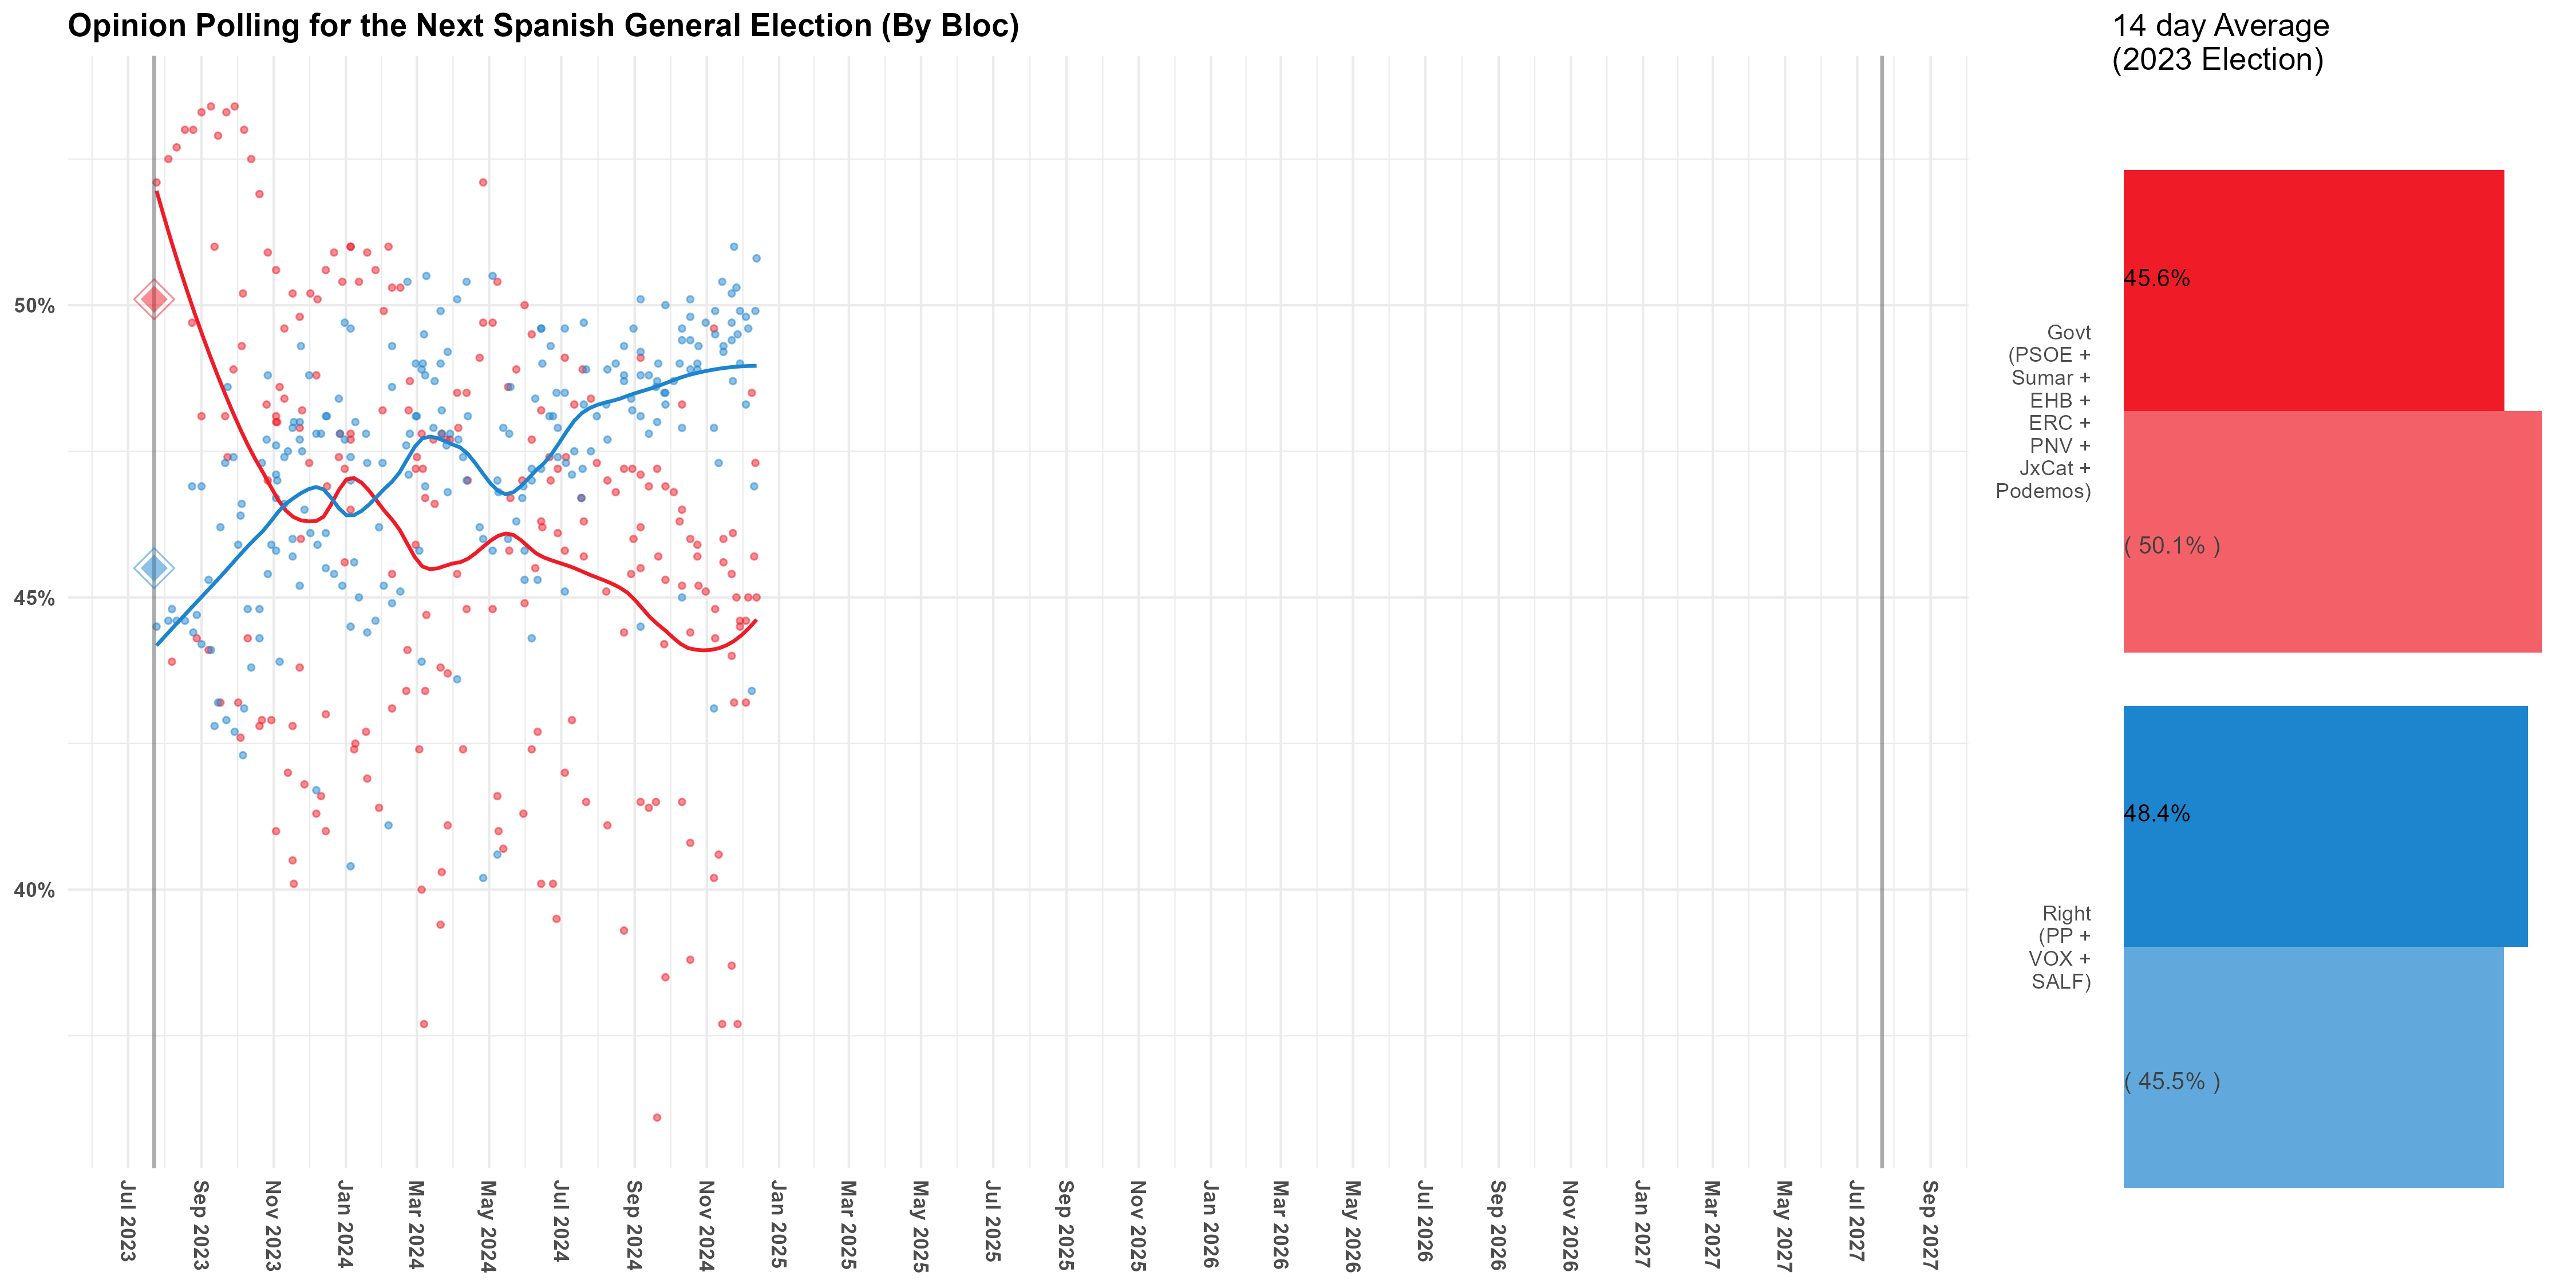 Opinion Polling for the Next Spanish General Election (By Bloc)
14 day Average
(2023 Election)
50%
45%
40%
Jul 2023
Sep 2023
Nov 2023
Jan 2024
Mar 2024
May 2024
Jul 2024
Sep 2024
Nov 2024
Jan 2025
Mar 2025
May 2025
Jul 2025
Sep 2025
Nov 2025
Jan 2026
Mar 2026
May 2026
Jul 2026
Sep 2026
Nov 2026
Jan 2027
Mar 2027
May 2027
Jul 2027
Sep 2027
Govt
(PSOE +
Sumar +
EHB +
ERC +
PNV +
JxCat +
Podemos)
45.6%
( 50.1% )
Right
(PP +
VOX +
SALF)
48.4%
( 45.5% )